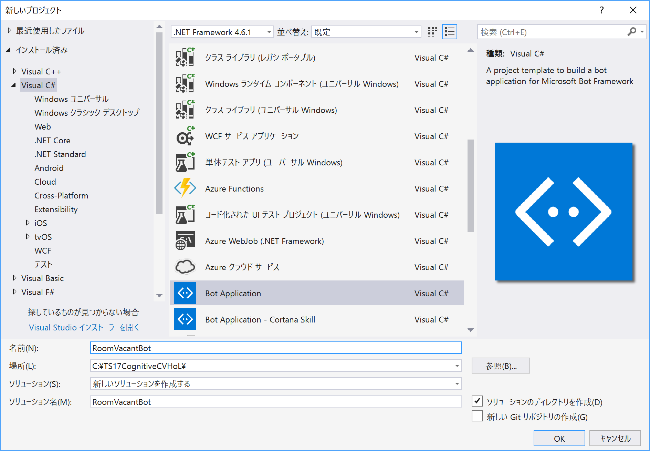 新しいプロジェクト
? ×
最近使用したファイル
インストール済み
Visual C++
Visual C#
Windows ユニバーサル
Windows クラシック デスクトップ
Web
.NET Core
.NET Standard
Android
Cloud
Cross-Platform
Extensibility
iOS
tvOS
WCF
テスト
Visual Basic
Visual F#
探しているものが見つからない場合
Visual Studio インストーラーを開く
.NET Framework 4.6.1 並べ替え: 既定
クラス ライブラリ (レガシ ポータブル) Visual C#
Windows ランタイム コンポーネント (ユニバーサル Windows) Visual C#
クラス ライブラリ (ユニバーサル Windows) Visual C#
WCF サービス アプリケーション Visual C#
単体テスト アプリ (ユニバーサル Windows) Visual C#
Azure Functions Visual C#
コード化された UI テスト プロジェクト (ユニバーサル Windows) Visual C#
Azure WebJob (.NET Framework) Visual C#
Azure クラウド サービス Visual C#
Bot Application Visual C#
Bot Application - Cortana Skill Visual C#
検索 (Ctrl+E)
種類: Visual C#
A project template to build a bot
application for Microsoft Bot Framework
名前(N): RoomVacantBot
場所(L): C:¥TS17CognitiveCVHoL¥
参照(B)...
ソリューション(S): 新しいソリューションを作成する
ソリューション名(M): RoomVacantBot
ソリューションのディレクトリを作成(D)
新しい Git リポジトリの作成(G)
OK キャンセル